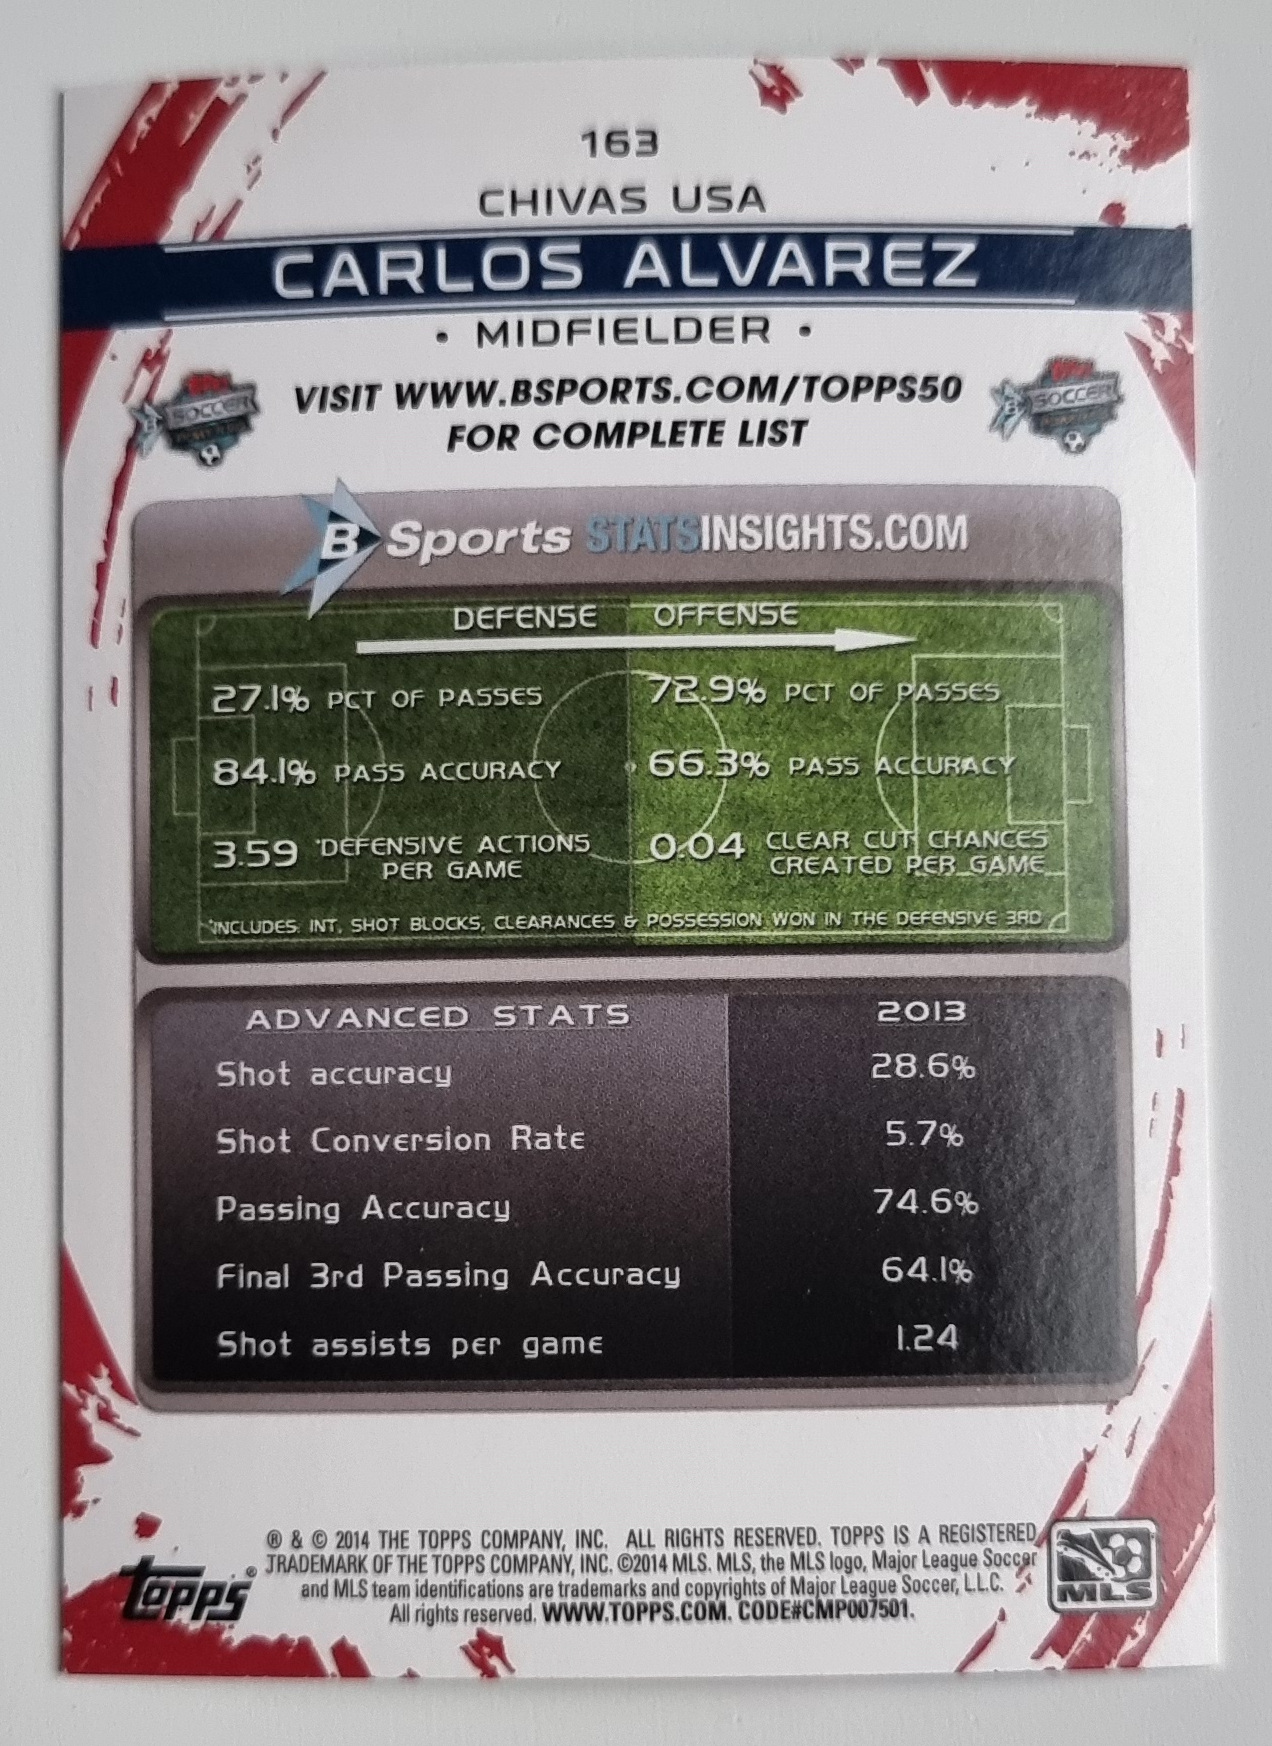 163
CHIVAS USA
CARLOS ALVAREZ
• MIDFIELDER •
VISIT WWW.BSPORTS.COM/TOPPS50
FOR COMPLETE LIST
SOCCER
SOCCER
B Sports STATSINSIGHTS.COM
DEFENSE OFFENSE
27.1% PCT OF PASSES 72.9% PCT OF PASSES
84.1% PASS ACCURACY 66.3% PASS ACCURACY
3.59 *DEFENSIVE ACTIONS PER GAME 0.04 CLEAR CUT CHANCES CREATED PER GAME
*INCLUDES: INT, SHOT BLOCKS, CLEARANCES & POSSESSION WON IN THE DEFENSIVE 3RD
ADVANCED STATS 2013
Shot accuracy 28.6%
Shot Conversion Rate 5.7%
Passing Accuracy 74.6%
Final 3rd Passing Accuracy 64.1%
Shot assists per game 1.24
® & © 2014 THE TOPPS COMPANY, INC. ALL RIGHTS RESERVED. TOPPS IS A REGISTERED
TRADEMARK OF THE TOPPS COMPANY, INC. ©2014 MLS. MLS, the MLS logo, Major League Soccer
and MLS team identifications are trademarks and copyrights of Major League Soccer, L.L.C.
All rights reserved. WWW.TOPPS.COM. CODE#CMP007501.
topps®
MLS